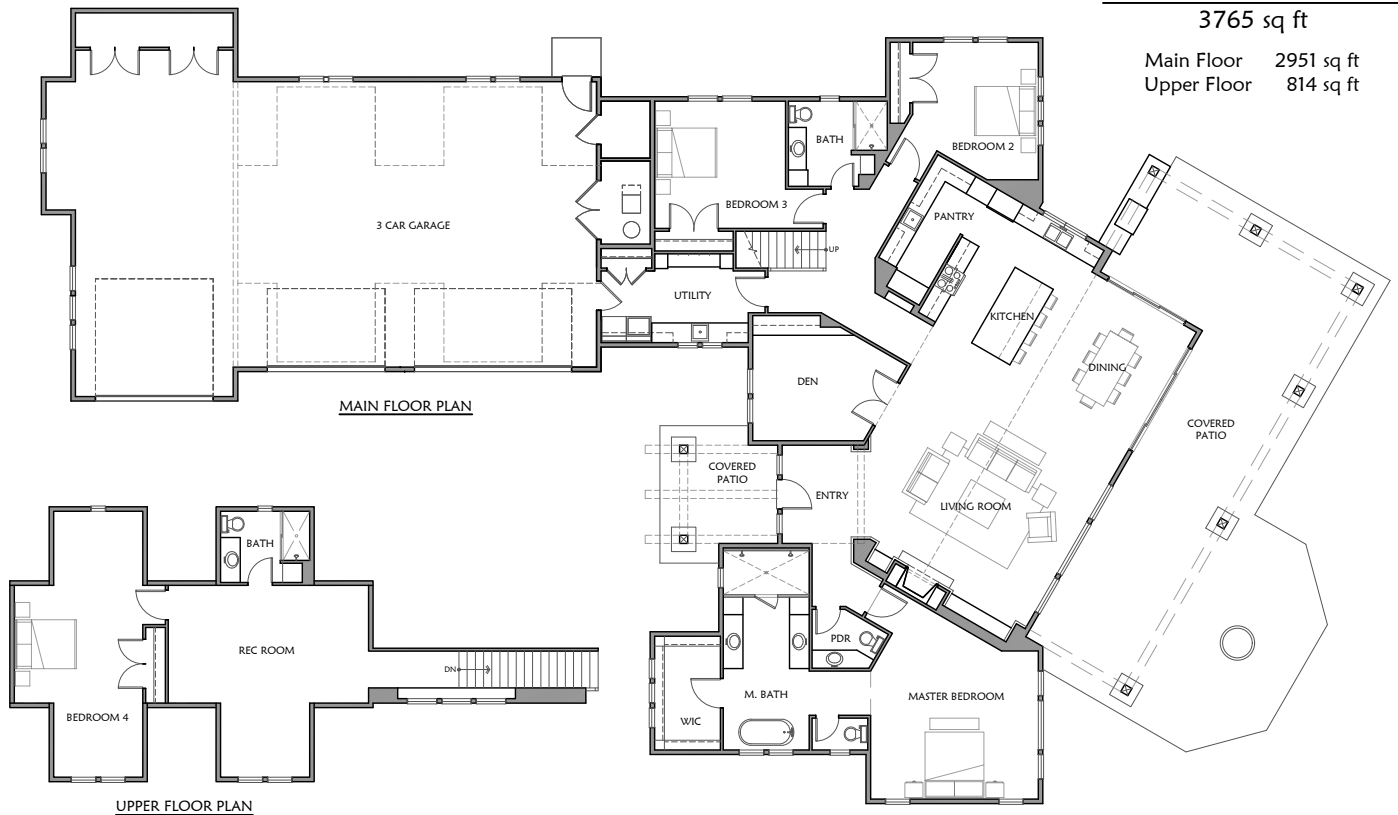 3765 sq ft
Main Floor 2951 sq ft
Upper Floor 814 sq ft
BATH
BEDROOM 2
BEDROOM 3
PANTRY
3 CAR GARAGE
UP
UTILITY
KITCHEN
DINING
DEN
MAIN FLOOR PLAN
COVERED
PATIO
COVERED
PATIO
ENTRY
LIVING ROOM
BATH
REC ROOM
DN
BEDROOM 4
UPPER FLOOR PLAN
PDR
M. BATH
MASTER BEDROOM
WIC